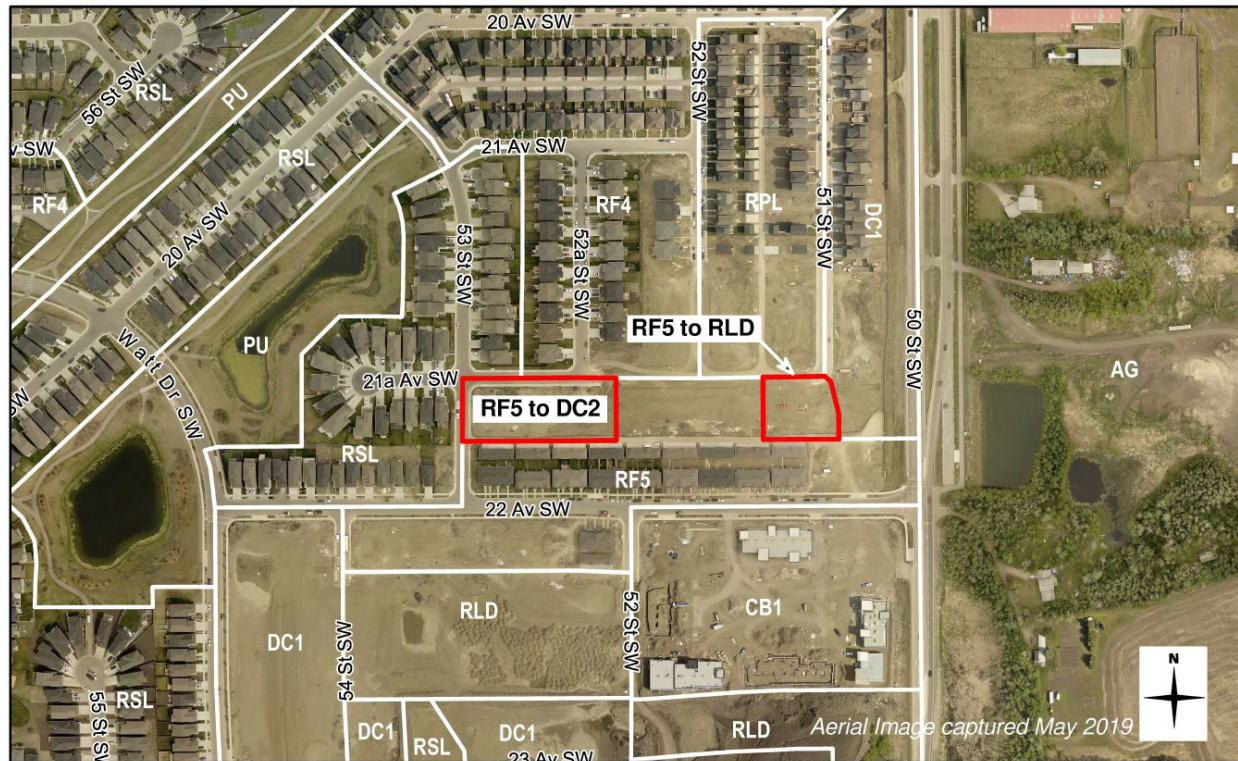 20 Av SW
56 St SW
RSL
PU
52 St SW
v SW
RF4
RSL
20 Av SW
21 Av SW
RF4
RPL
51 St SW
DC1
53 St SW
52a St SW
50 St SW
PU
RF5 to RLD
Watt Dr SW
21a Av SW
RF5 to DC2
AG
SW
RSL
RF5
22 Av SW
DC1
54 St SW
RLD
52 St SW
CB1
RSL
55 St SW
DC1
RSL
DC1
23 Av SW
RLD
N
Aerial Image captured May 2019